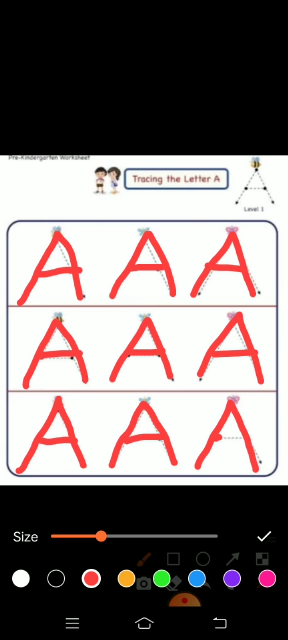 Pre-Kindergarten Worksheet
Tracing the Letter A
Level 1
A A A
A A A
A A A
Size